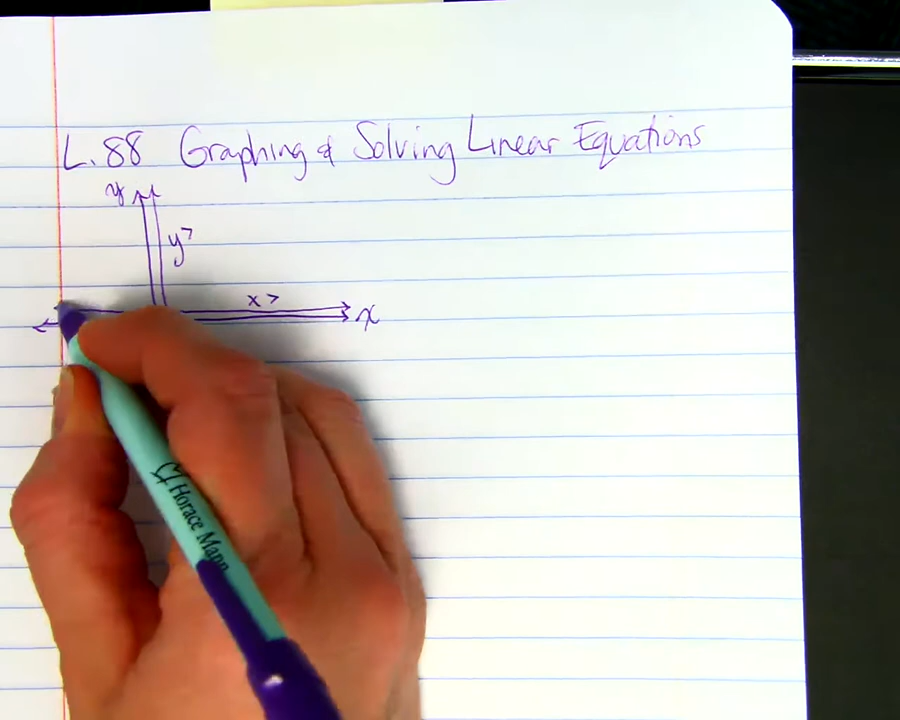 L. 88 Graphing & Solving Linear Equations
y
y >
x >
x
Horace Mann